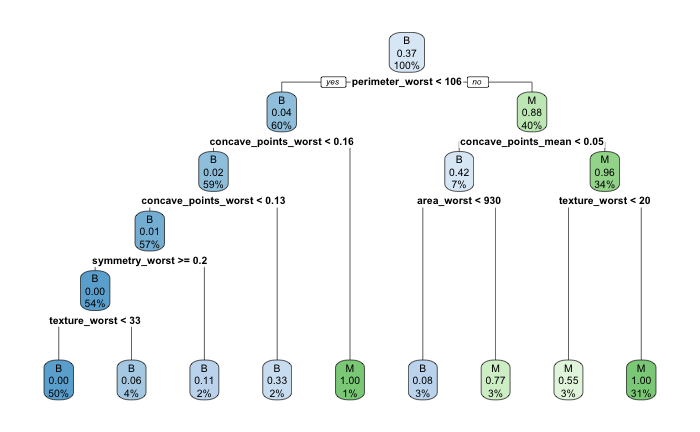 B
0.37
100%
yes perimeter_worst < 106 no
B
0.04
60%
M
0.88
40%
concave_points_worst < 0.16
concave_points_mean < 0.05
B
0.02
59%
B
0.42
7%
M
0.96
34%
concave_points_worst < 0.13
area_worst < 930
texture_worst < 20
B
0.01
57%
symmetry_worst >= 0.2
B
0.00
54%
texture_worst < 33
B
0.00
50%
B
0.06
4%
B
0.11
2%
B
0.33
2%
M
1.00
1%
B
0.08
3%
M
0.77
3%
M
0.55
3%
M
1.00
31%